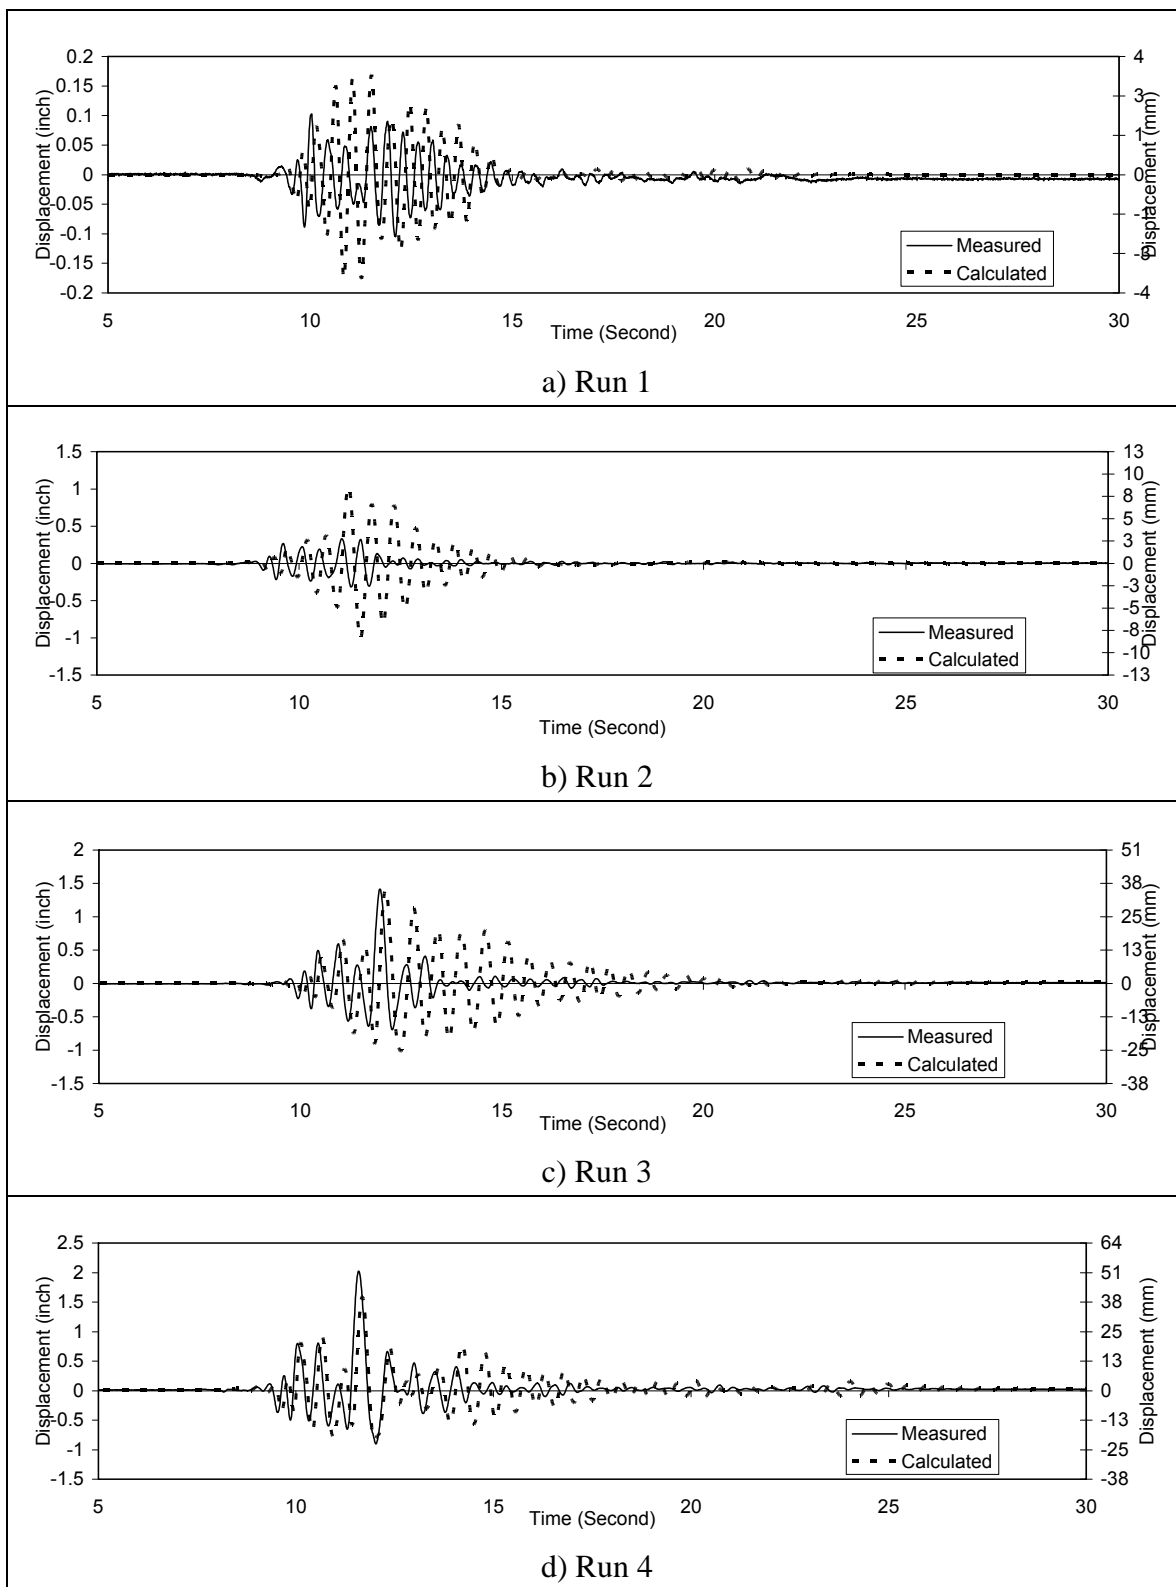 Displacement (inch)
0.2
0.15
0.1
0.05
0
-0.05
-0.1
-0.15
-0.2
4
3
1
0
-1
-3
-4
Displacement (mm)
Measured
Calculated
5 10 15 20 25 30
Time (Second)
a) Run 1
Displacement (inch)
1.5
1
0.5
0
-0.5
-1
-1.5
13
10
8
5
3
0
-3
-5
-8
-10
-13
Displacement (mm)
Measured
Calculated
5 10 15 20 25 30
Time (Second)
b) Run 2
Displacement (inch)
2
1.5
1
0.5
0
-0.5
-1
-1.5
51
38
25
13
0
-13
-25
-38
Displacement (mm)
Measured
Calculated
5 10 15 20 25 30
Time (Second)
c) Run 3
Displacement (inch)
2.5
2
1.5
1
0.5
0
-0.5
-1
-1.5
64
51
38
25
13
0
-13
-25
-38
Displacement (mm)
Measured
Calculated
5 10 15 20 25 30
Time (Second)
d) Run 4